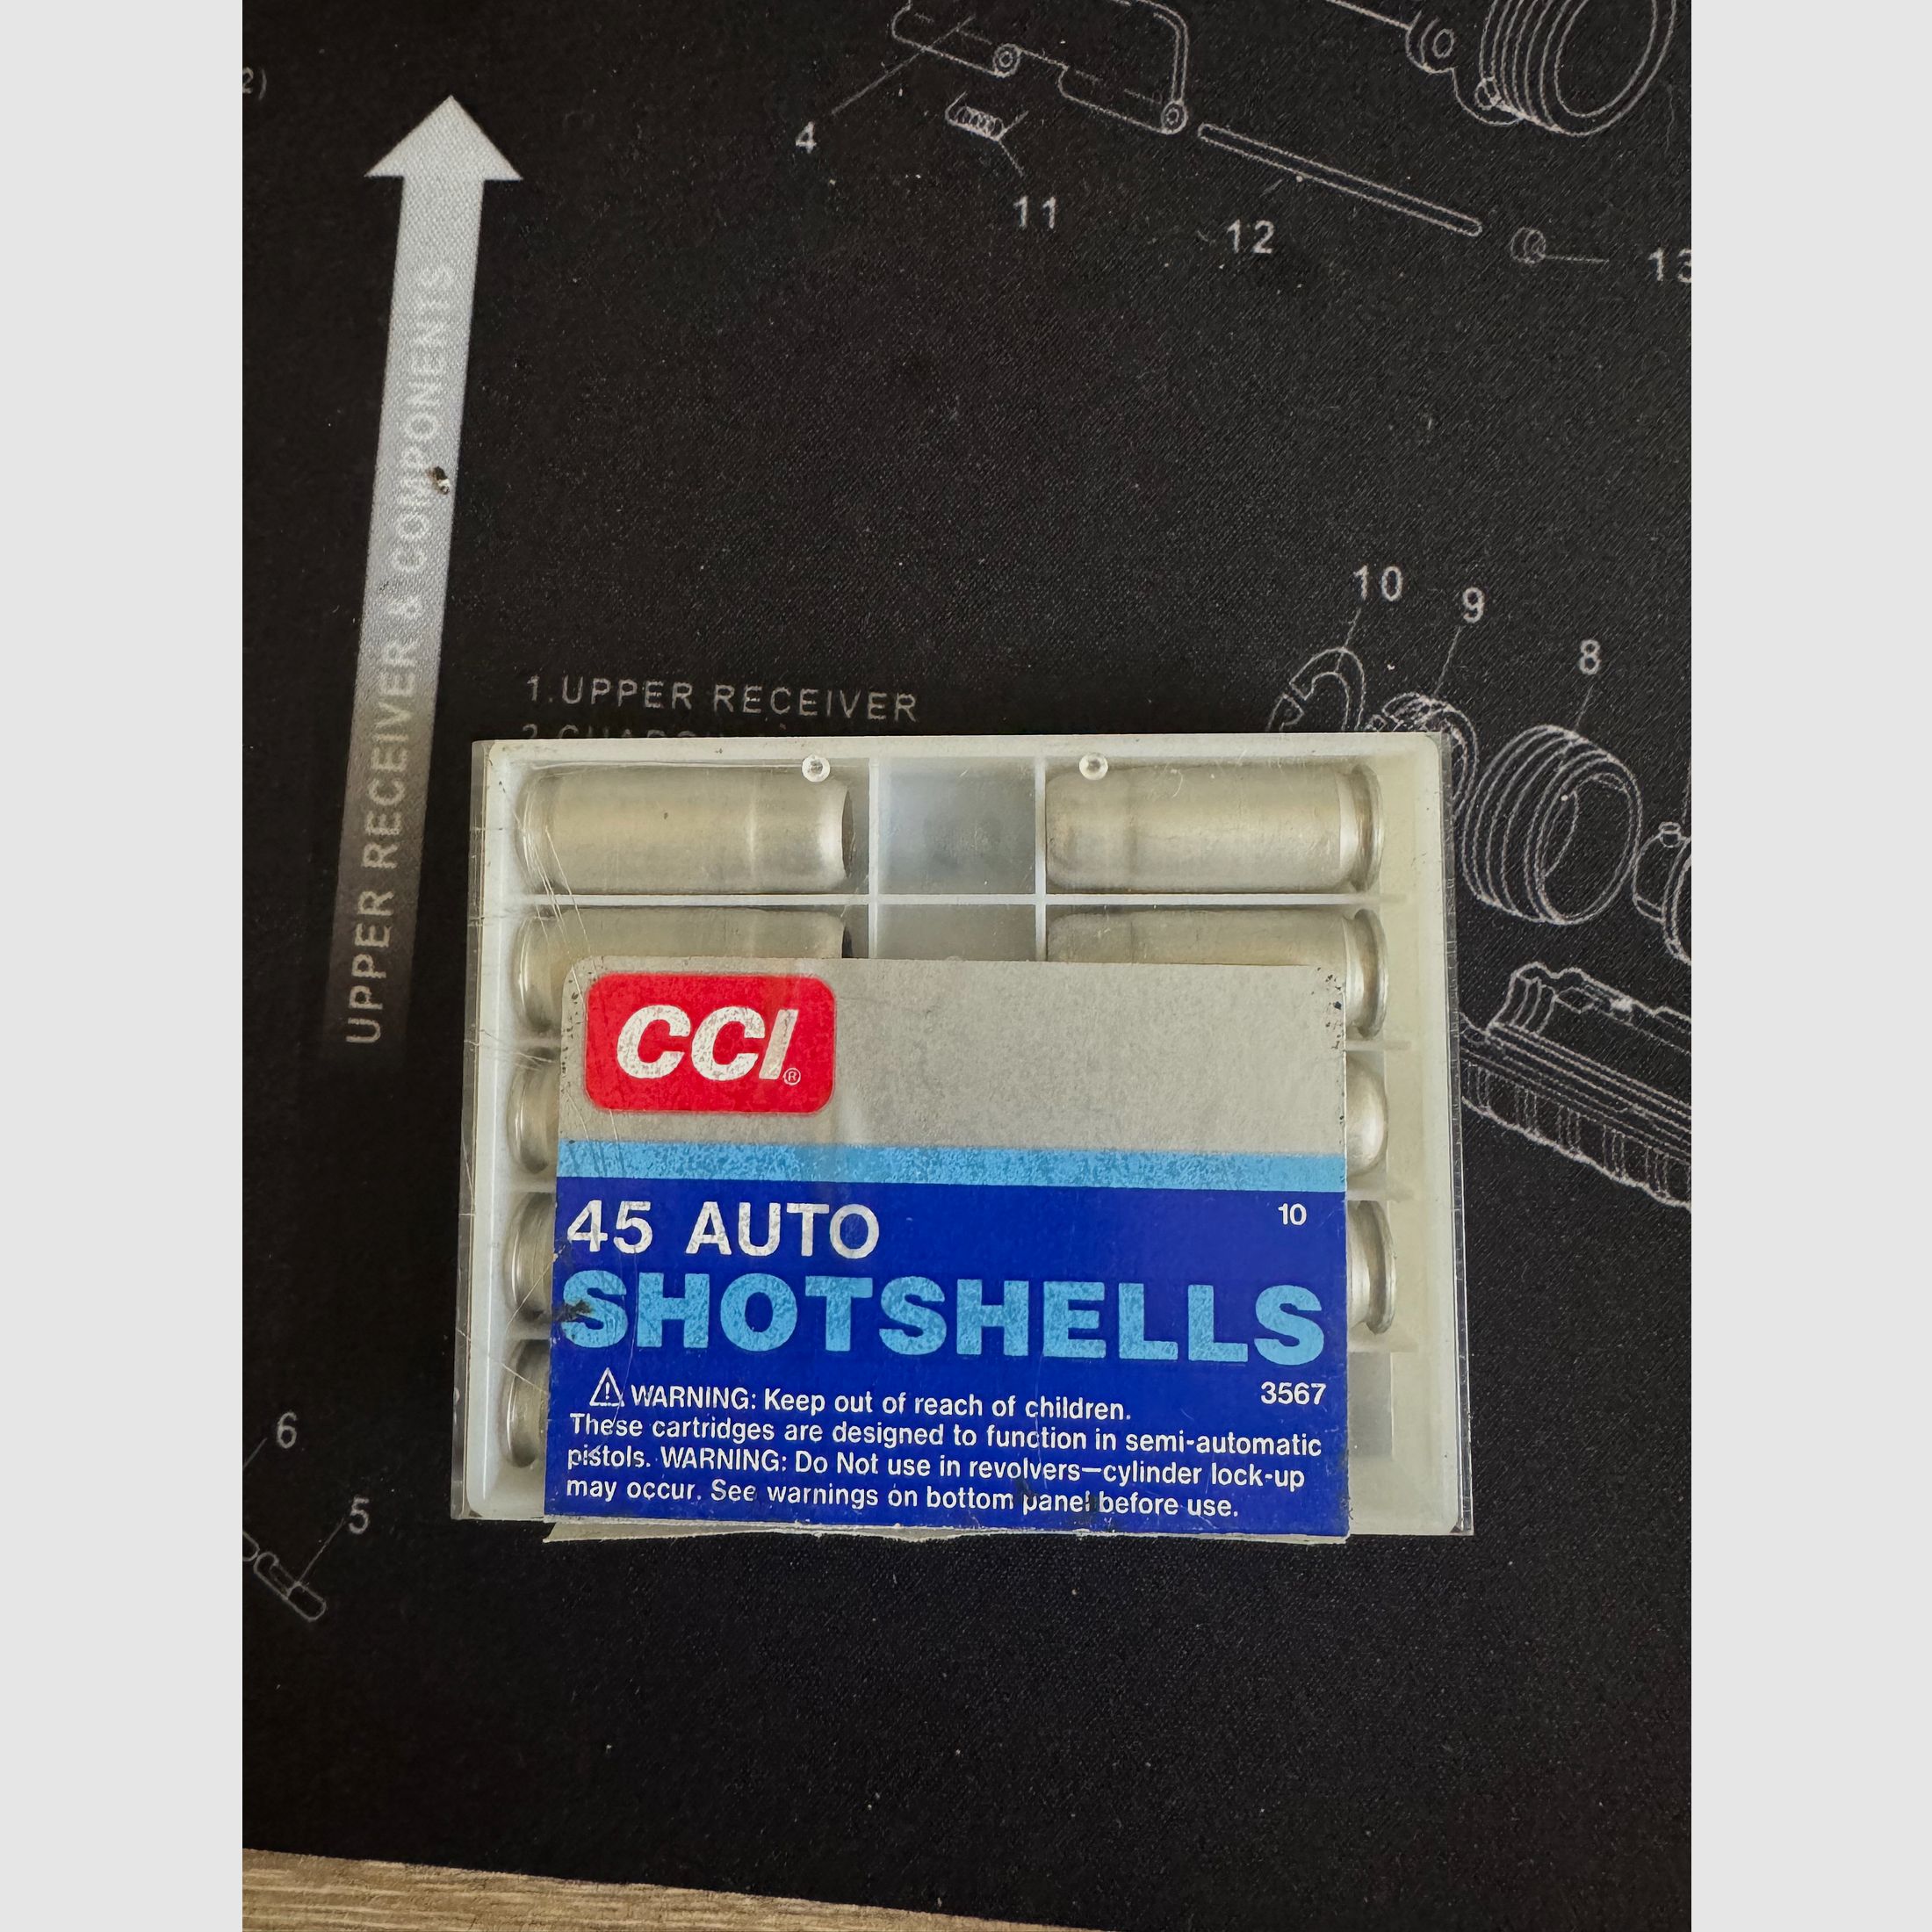 2)
4
11
12
13
UPPER RECEIVER & COMPONENTS
10
9
8
1.UPPER RECEIVER
CCI®
45 AUTO
10
SHOTSHELLS
3567
⚠ WARNING: Keep out of reach of children.
These cartridges are designed to function in semi-automatic
pistols. WARNING: Do Not use in revolvers—cylinder lock-up
may occur. See warnings on bottom panel before use.
6
5